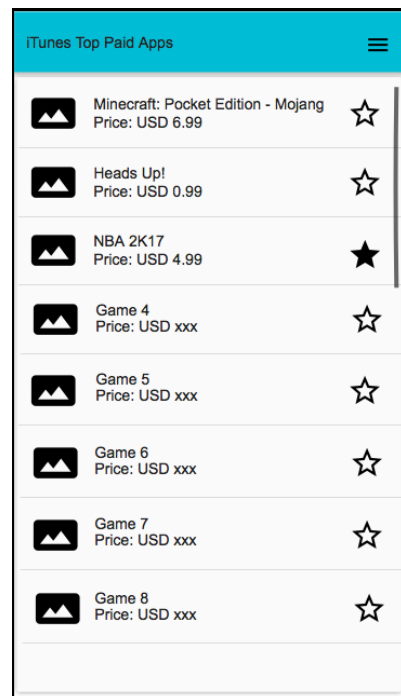 iTunes Top Paid Apps
Minecraft: Pocket Edition - Mojang
Price: USD 6.99
Heads Up!
Price: USD 0.99
NBA 2K17
Price: USD 4.99
Game 4
Price: USD xxx
Game 5
Price: USD xxx
Game 6
Price: USD xxx
Game 7
Price: USD xxx
Game 8
Price: USD xxx